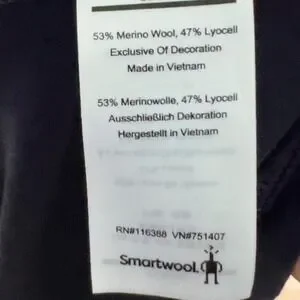 53% Merino Wool, 47% Lyocell
Exclusive Of Decoration
Made in Vietnam
53% Merinowolle, 47% Lyocell
Ausschließlich Dekoration
Hergestellt in Vietnam
RN#116388 VN#751407
Smartwool